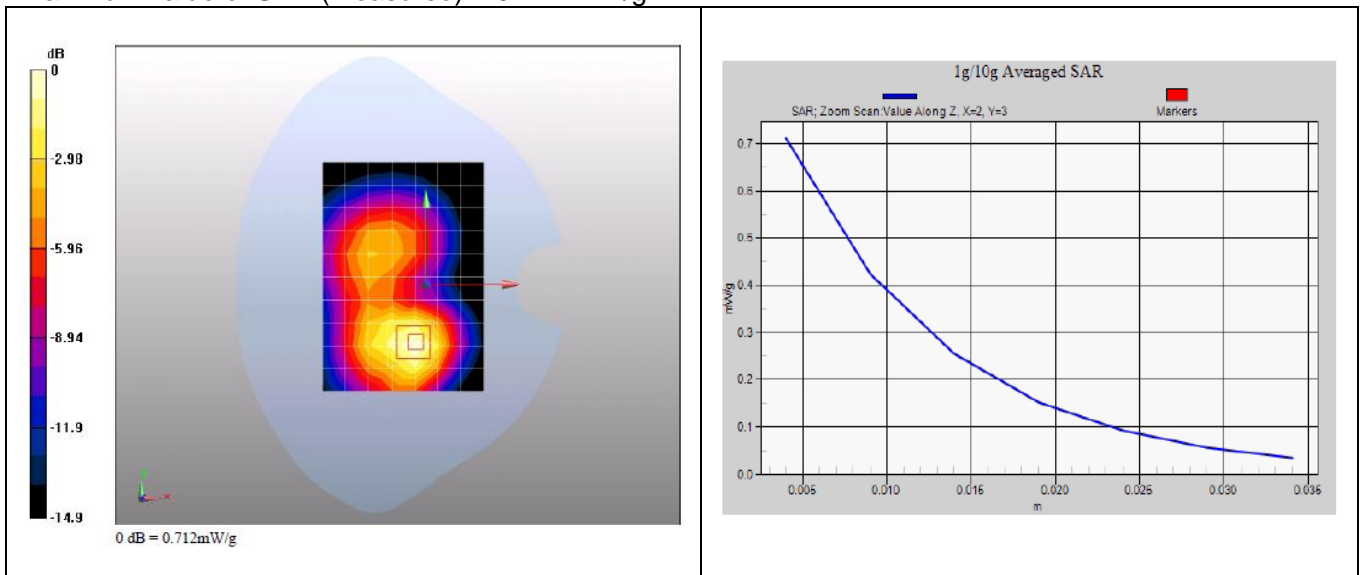 dB
0
-2.98
-5.96
-8.94
-11.9
-14.9
0 dB = 0.712mW/g
1g/10g Averaged SAR
SAR; Zoom Scan:Value Along Z, X=2, Y=3
Markers
mW/g
0.7
0.6
0.5
0.4
0.3
0.2
0.1
0.0
0.005 0.010 0.015 0.020 0.025 0.030 0.035
m